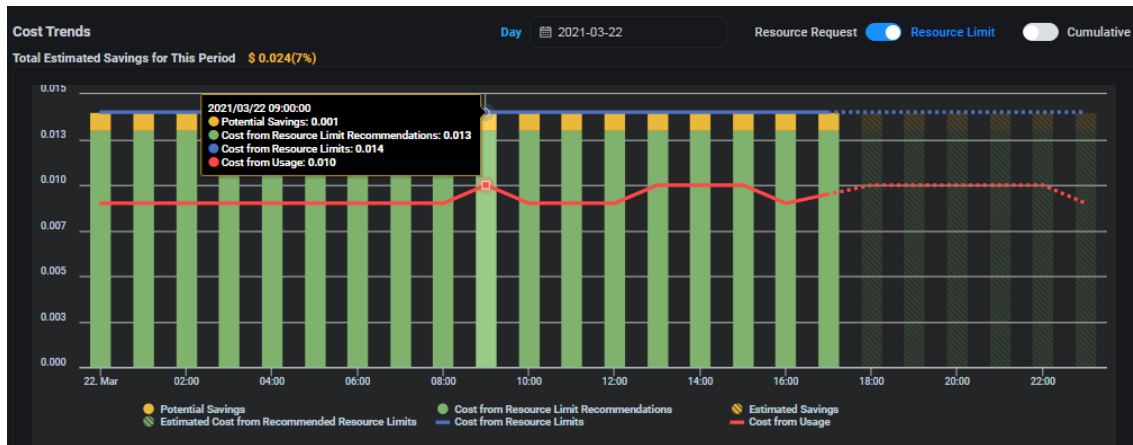 Cost Trends
Day 2021-03-22 Resource Request Resource Limit Cumulative
Total Estimated Savings for This Period $ 0.024(7%)
0.015
2021/03/22 09:00:00
Potential Savings: 0.001
Cost from Resource Limit Recommendations: 0.013
Cost from Resource Limits: 0.014
Cost from Usage: 0.010
0.013
0.010
0.007
0.005
0.003
0.000
22. Mar 02:00 04:00 06:00 08:00 10:00 12:00 14:00 16:00 18:00 20:00 22:00
Potential Savings Cost from Resource Limit Recommendations Estimated Savings
Estimated Cost from Recommended Resource Limits Cost from Resource Limits Cost from Usage